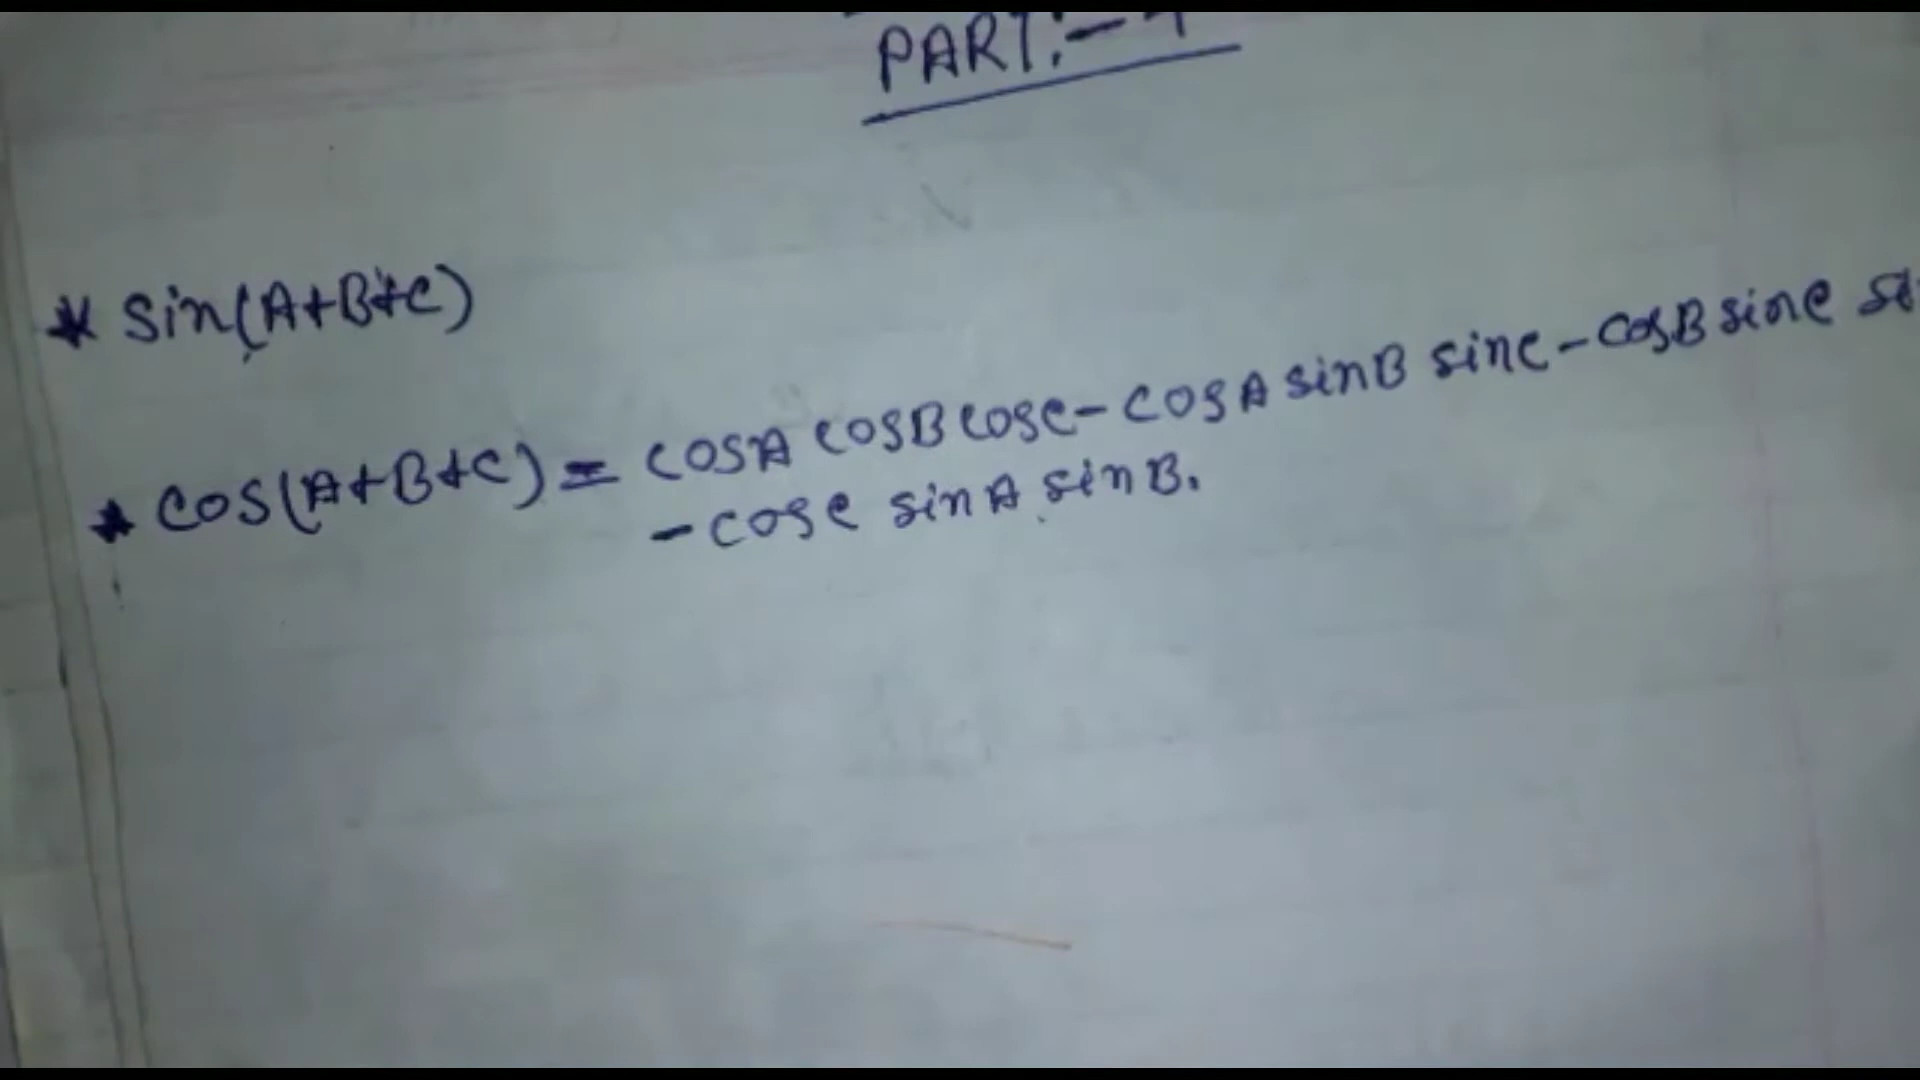 PART:-
* Sin(A+B+C)
* Cos(A+B+C) = cosA cosB cosc - cosA sinB sinc - cosB sinc
- cosc sinA sinB.